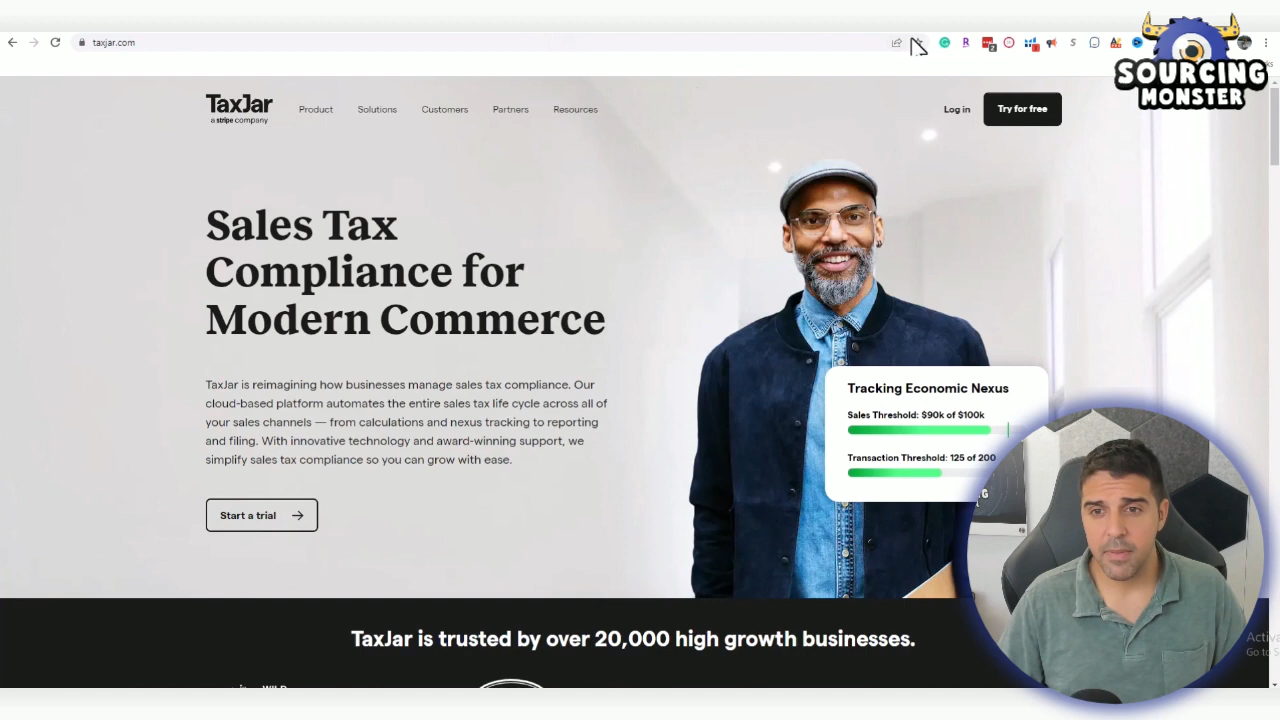 taxjar.com
SOURCING
MONSTER
TaxJar
a stripe company
Product
Solutions
Customers
Partners
Resources
Log in
Try for free
Sales Tax
Compliance for
Modern Commerce
TaxJar is reimagining how businesses manage sales tax compliance. Our
cloud-based platform automates the entire sales tax life cycle across all of
your sales channels — from calculations and nexus tracking to reporting
and filing. With innovative technology and award-winning support, we
simplify sales tax compliance so you can grow with ease.
Start a trial
Tracking Economic Nexus
Sales Threshold: $90k of $100k
Transaction Threshold: 125 of 200
TaxJar is trusted by over 20,000 high growth businesses.